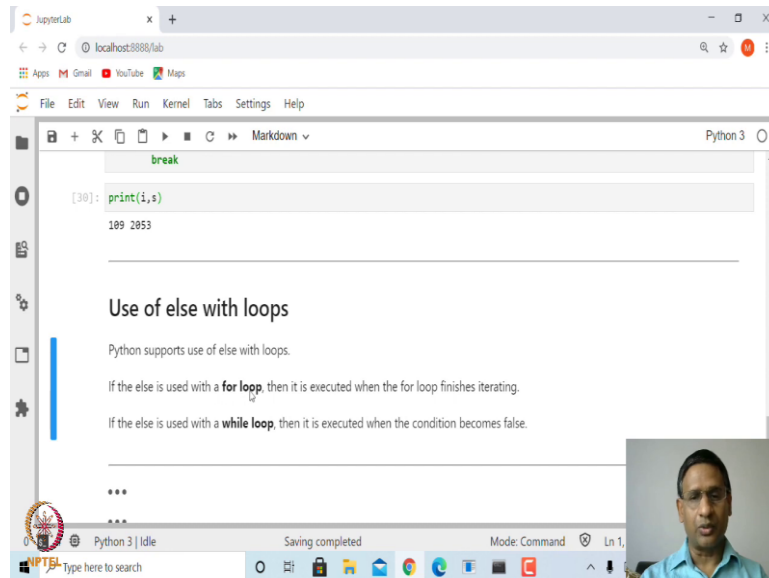 JupyterLab
localhost:8888/lab
M
Apps Gmail YouTube Maps
File Edit View Run Kernel Tabs Settings Help
Markdown
Python 3
break
[30]: print(i,s)
109 2053
Use of else with loops
Python supports use of else with loops.
If the else is used with a for loop, then it is executed when the for loop finishes iterating.
If the else is used with a while loop, then it is executed when the condition becomes false.
Python 3 | Idle Saving completed Mode: Command Ln 1,
NPTEL
Type here to search